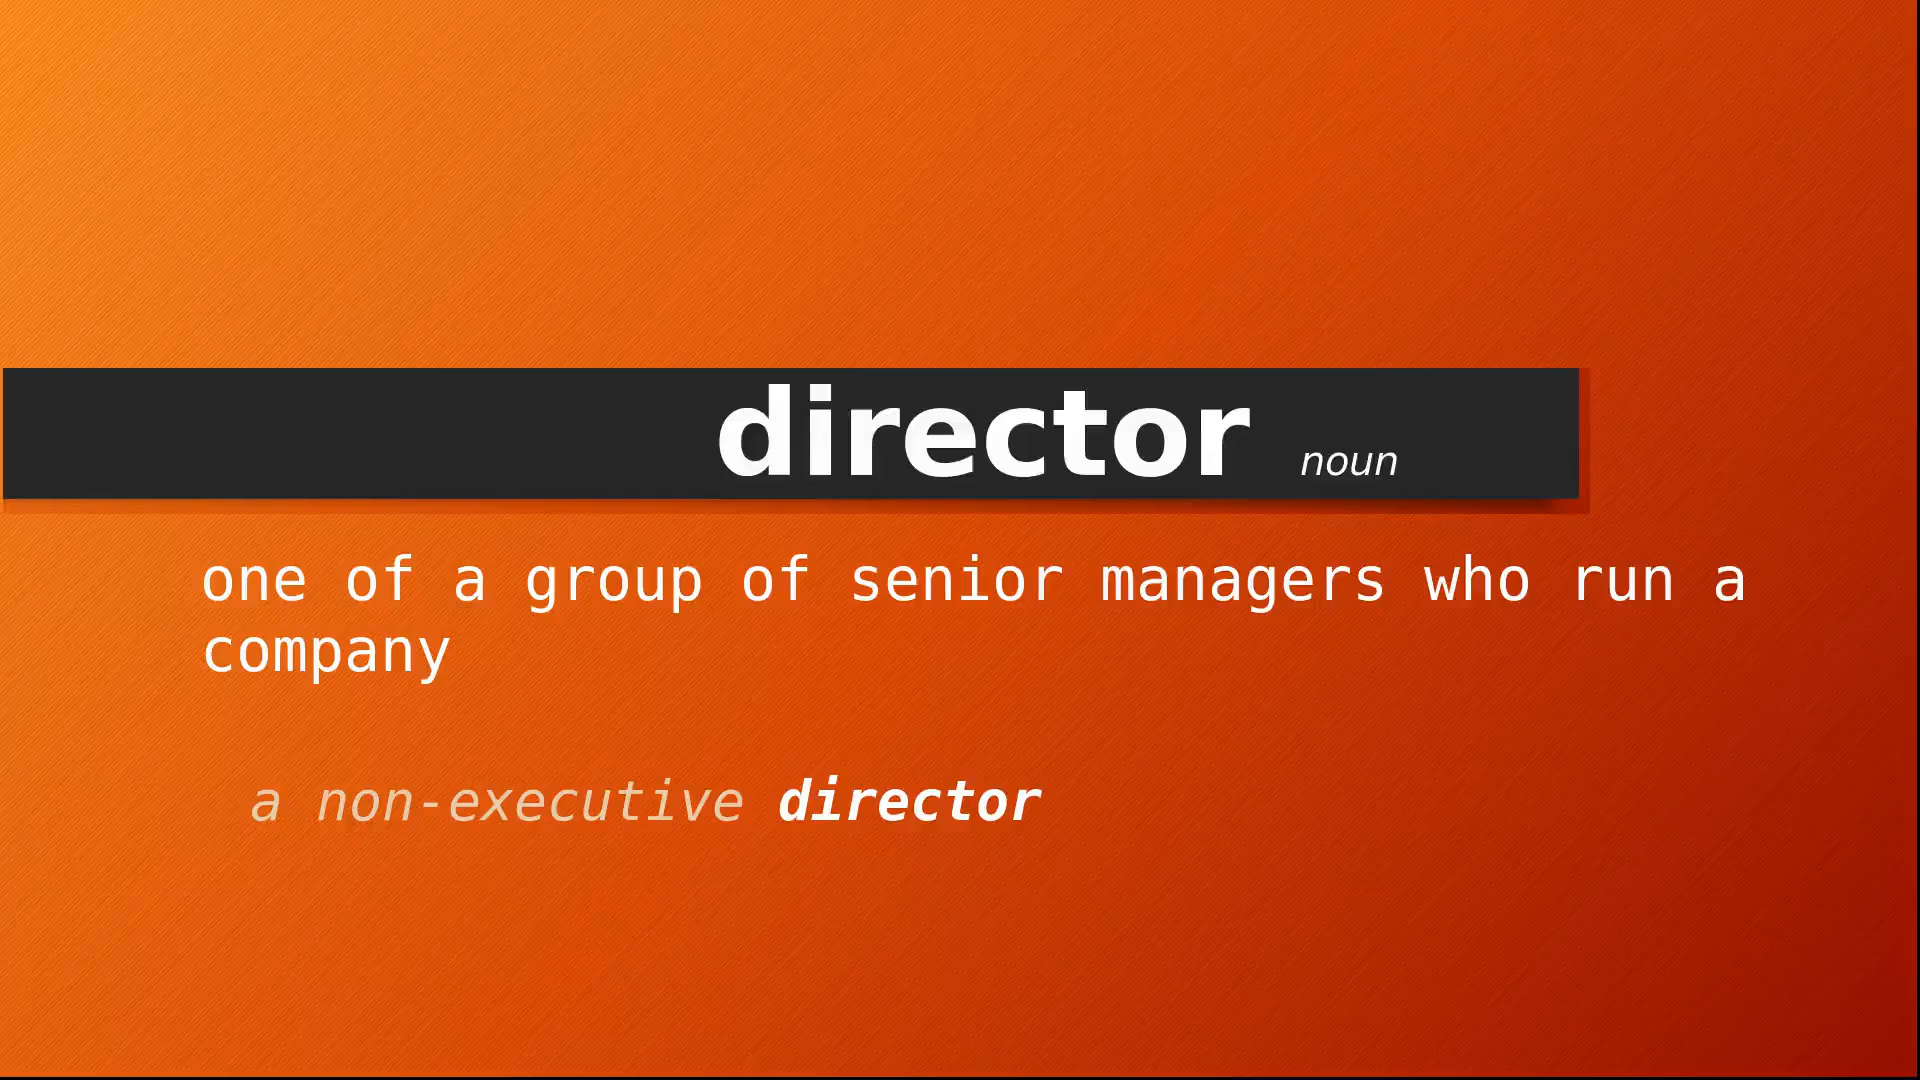 director noun
one of a group of senior managers who run a
company
a non-executive director